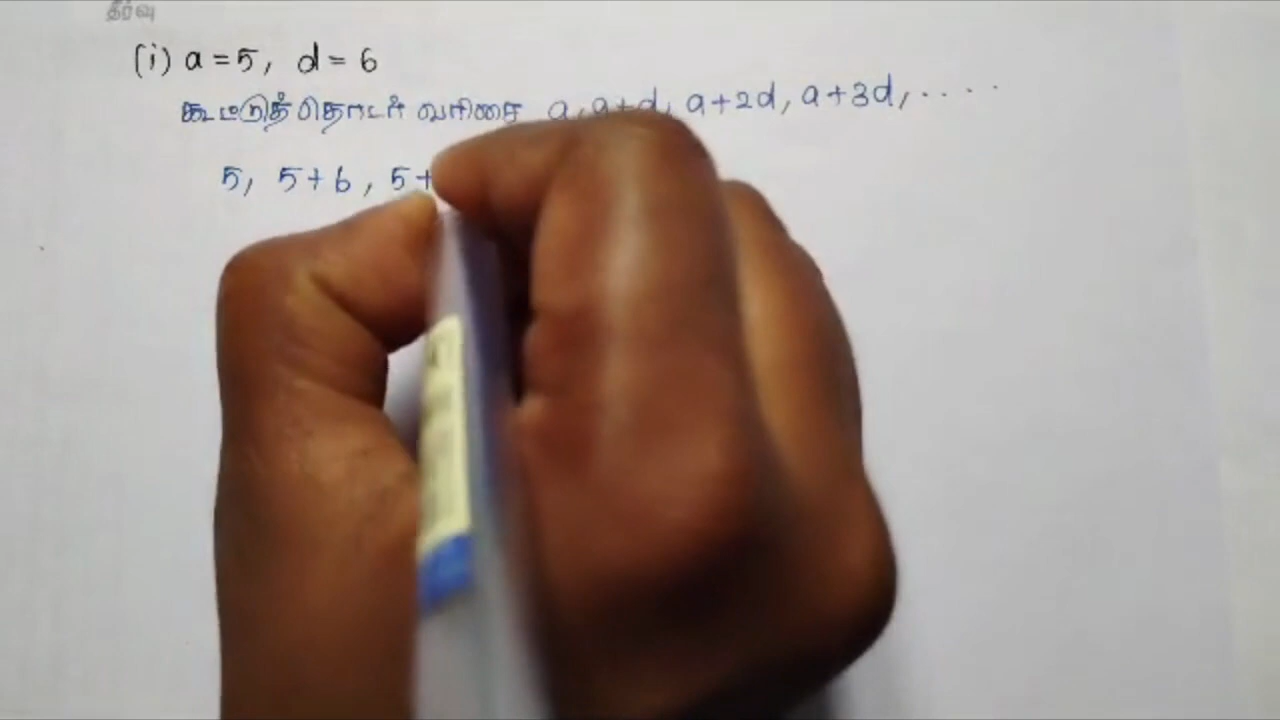 தீர்வு
(i) a = 5, d = 6
கூட்டுத் தொடர் வரிசை a, a+d, a+2d, a+3d, ....
5, 5+6, 5+